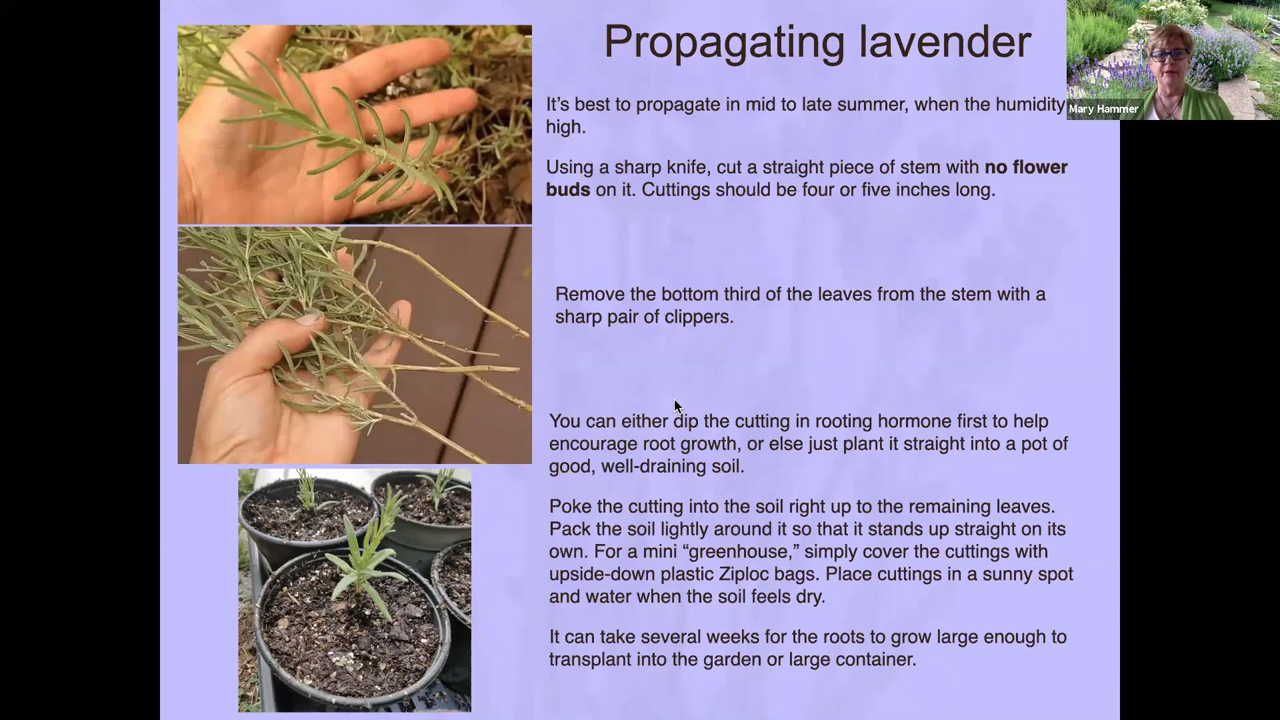 Propagating lavender
Mary Hammer
It's best to propagate in mid to late summer, when the humidity
high.
Using a sharp knife, cut a straight piece of stem with no flower
buds on it. Cuttings should be four or five inches long.
Remove the bottom third of the leaves from the stem with a
sharp pair of clippers.
You can either dip the cutting in rooting hormone first to help
encourage root growth, or else just plant it straight into a pot of
good, well-draining soil.
Poke the cutting into the soil right up to the remaining leaves.
Pack the soil lightly around it so that it stands up straight on its
own. For a mini “greenhouse,” simply cover the cuttings with
upside-down plastic Ziploc bags. Place cuttings in a sunny spot
and water when the soil feels dry.
It can take several weeks for the roots to grow large enough to
transplant into the garden or large container.